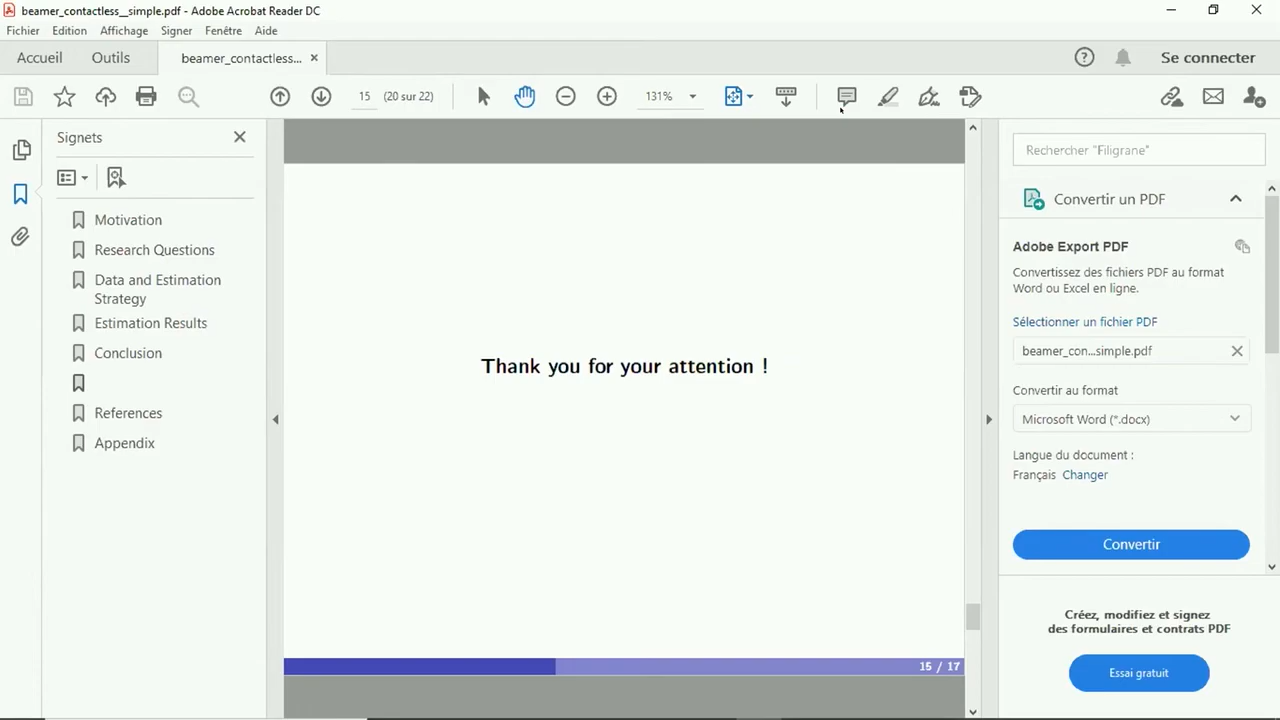 beamer_contactless__simple.pdf - Adobe Acrobat Reader DC
Fichier Edition Affichage Signer Fenêtre Aide
Accueil Outils beamer_contactless... Se connecter
15 (20 sur 22) 131%
Signets
Motivation
Research Questions
Data and Estimation
Strategy
Estimation Results
Conclusion
References
Appendix
Thank you for your attention !
15 / 17
Rechercher "Filigrane"
Convertir un PDF
Adobe Export PDF
Convertissez des fichiers PDF au format
Word ou Excel en ligne.
Sélectionner un fichier PDF
beamer_con...simple.pdf
Convertir au format
Microsoft Word (*.docx)
Langue du document :
Français Changer
Convertir
Créez, modifiez et signez
des formulaires et contrats PDF
Essai gratuit